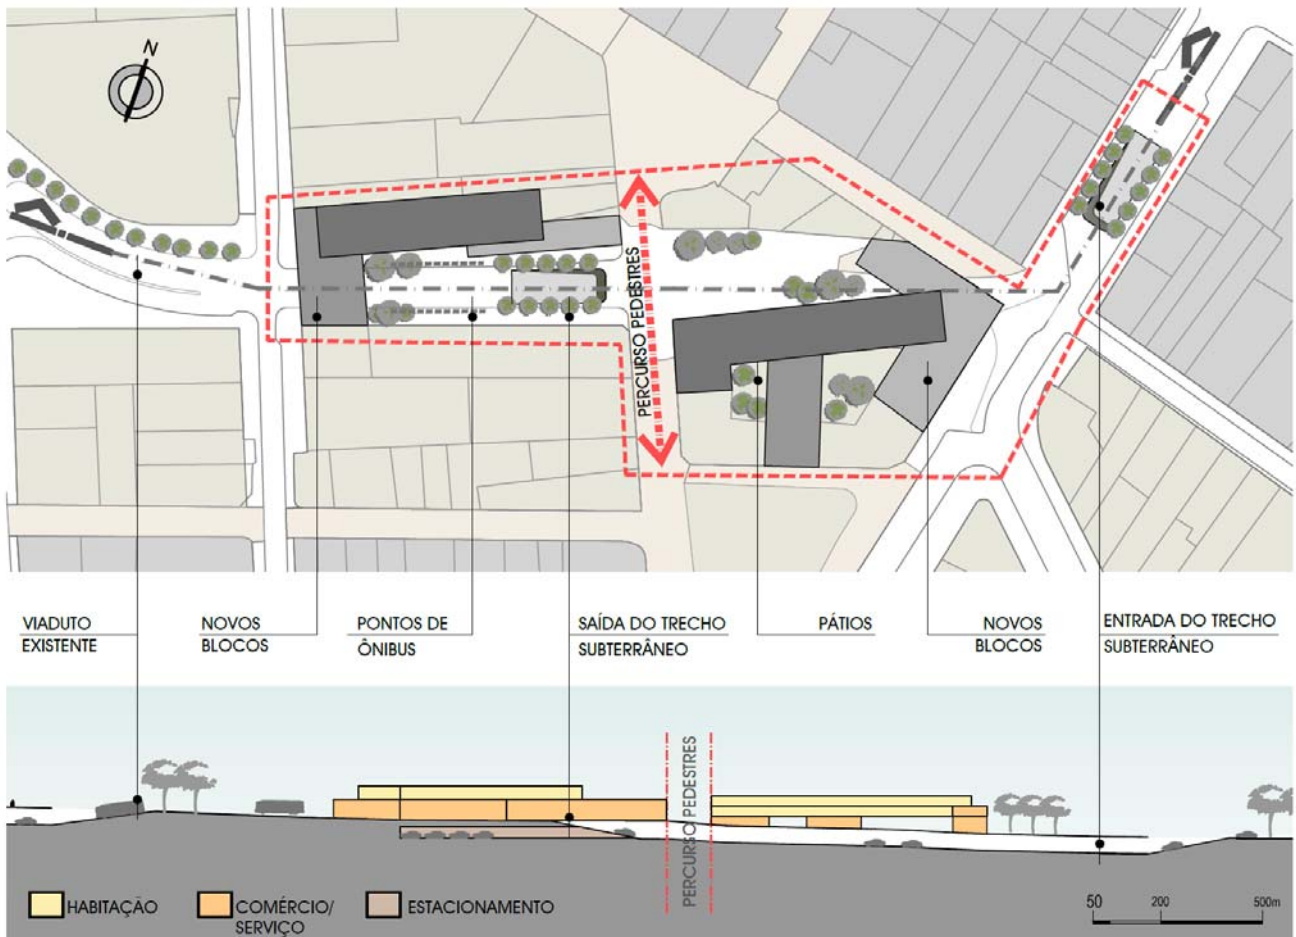 N
PERCURSO PEDESTRES
VIADUTO
EXISTENTE
NOVOS
BLOCOS
PONTOS DE
ÔNIBUS
SAÍDA DO TRECHO
SUBTERRÂNEO
PÁTIOS
NOVOS
BLOCOS
ENTRADA DO TRECHO
SUBTERRÂNEO
PERCURSO PEDESTRES
HABITAÇÃO
COMÉRCIO/
SERVIÇO
ESTACIONAMENTO
50 200 500m